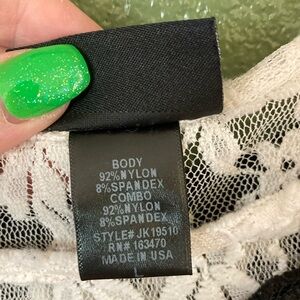 BODY
92%NYLON
8%SPANDEX
COMBO
92%NYLON
8%SPANDEX
STYLE# JK19510
RN# 163470
MADE IN USA
L